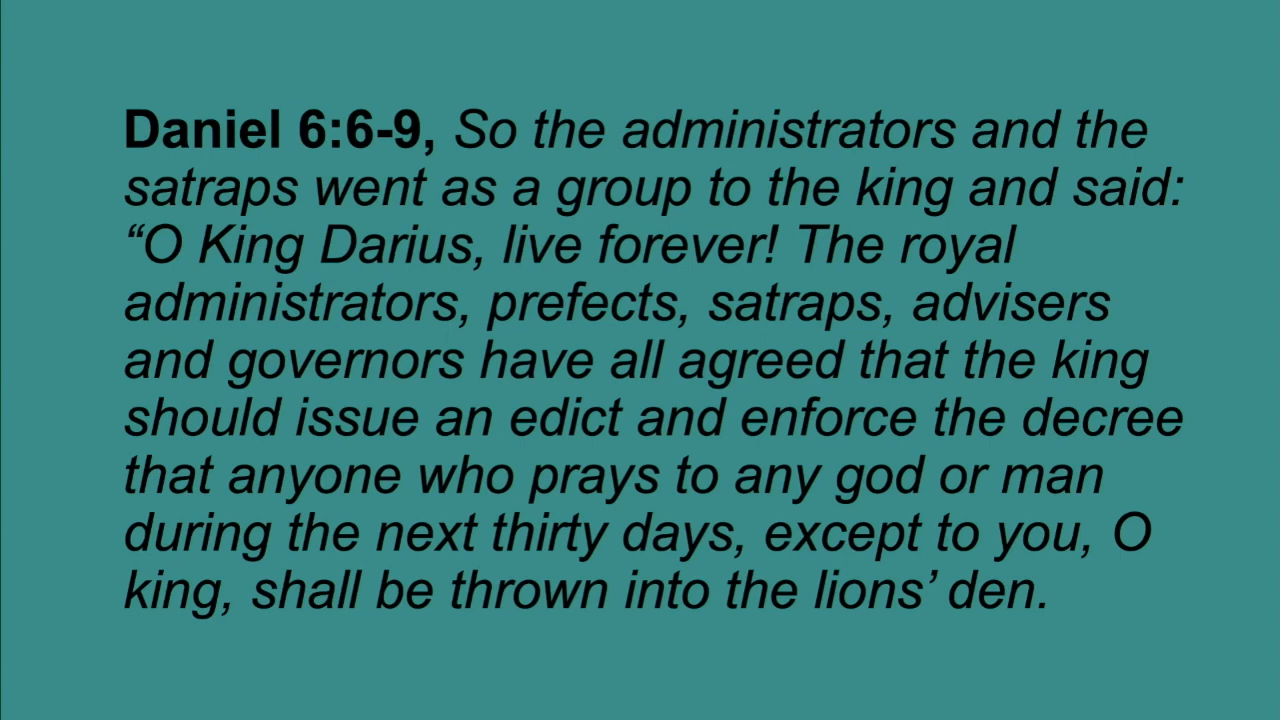 Daniel 6:6-9, So the administrators and the
satraps went as a group to the king and said:
“O King Darius, live forever! The royal
administrators, prefects, satraps, advisers
and governors have all agreed that the king
should issue an edict and enforce the decree
that anyone who prays to any god or man
during the next thirty days, except to you, O
king, shall be thrown into the lions’ den.